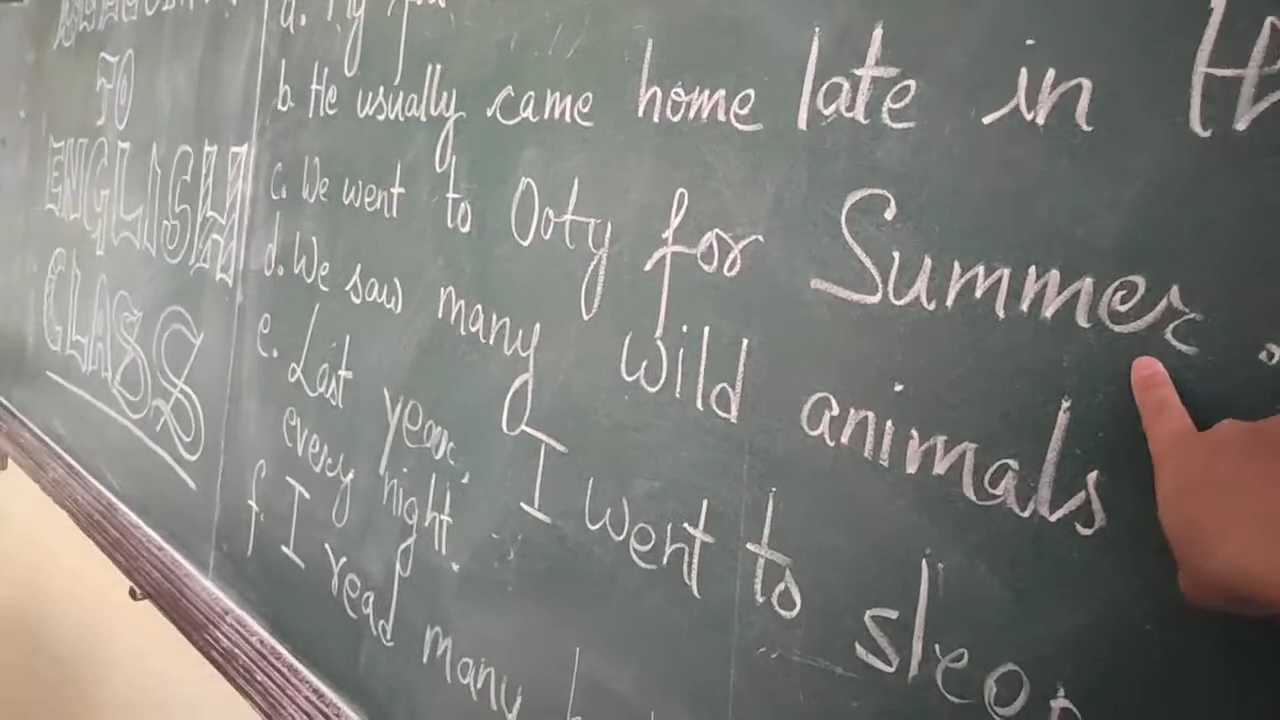 TO
ENGLISH
CLASS
a. My
b. He usually came home late in
c. We went to Ooty for Summer.
d. We saw many wild animals
e. Last year, I went to
every night.
f. I read many